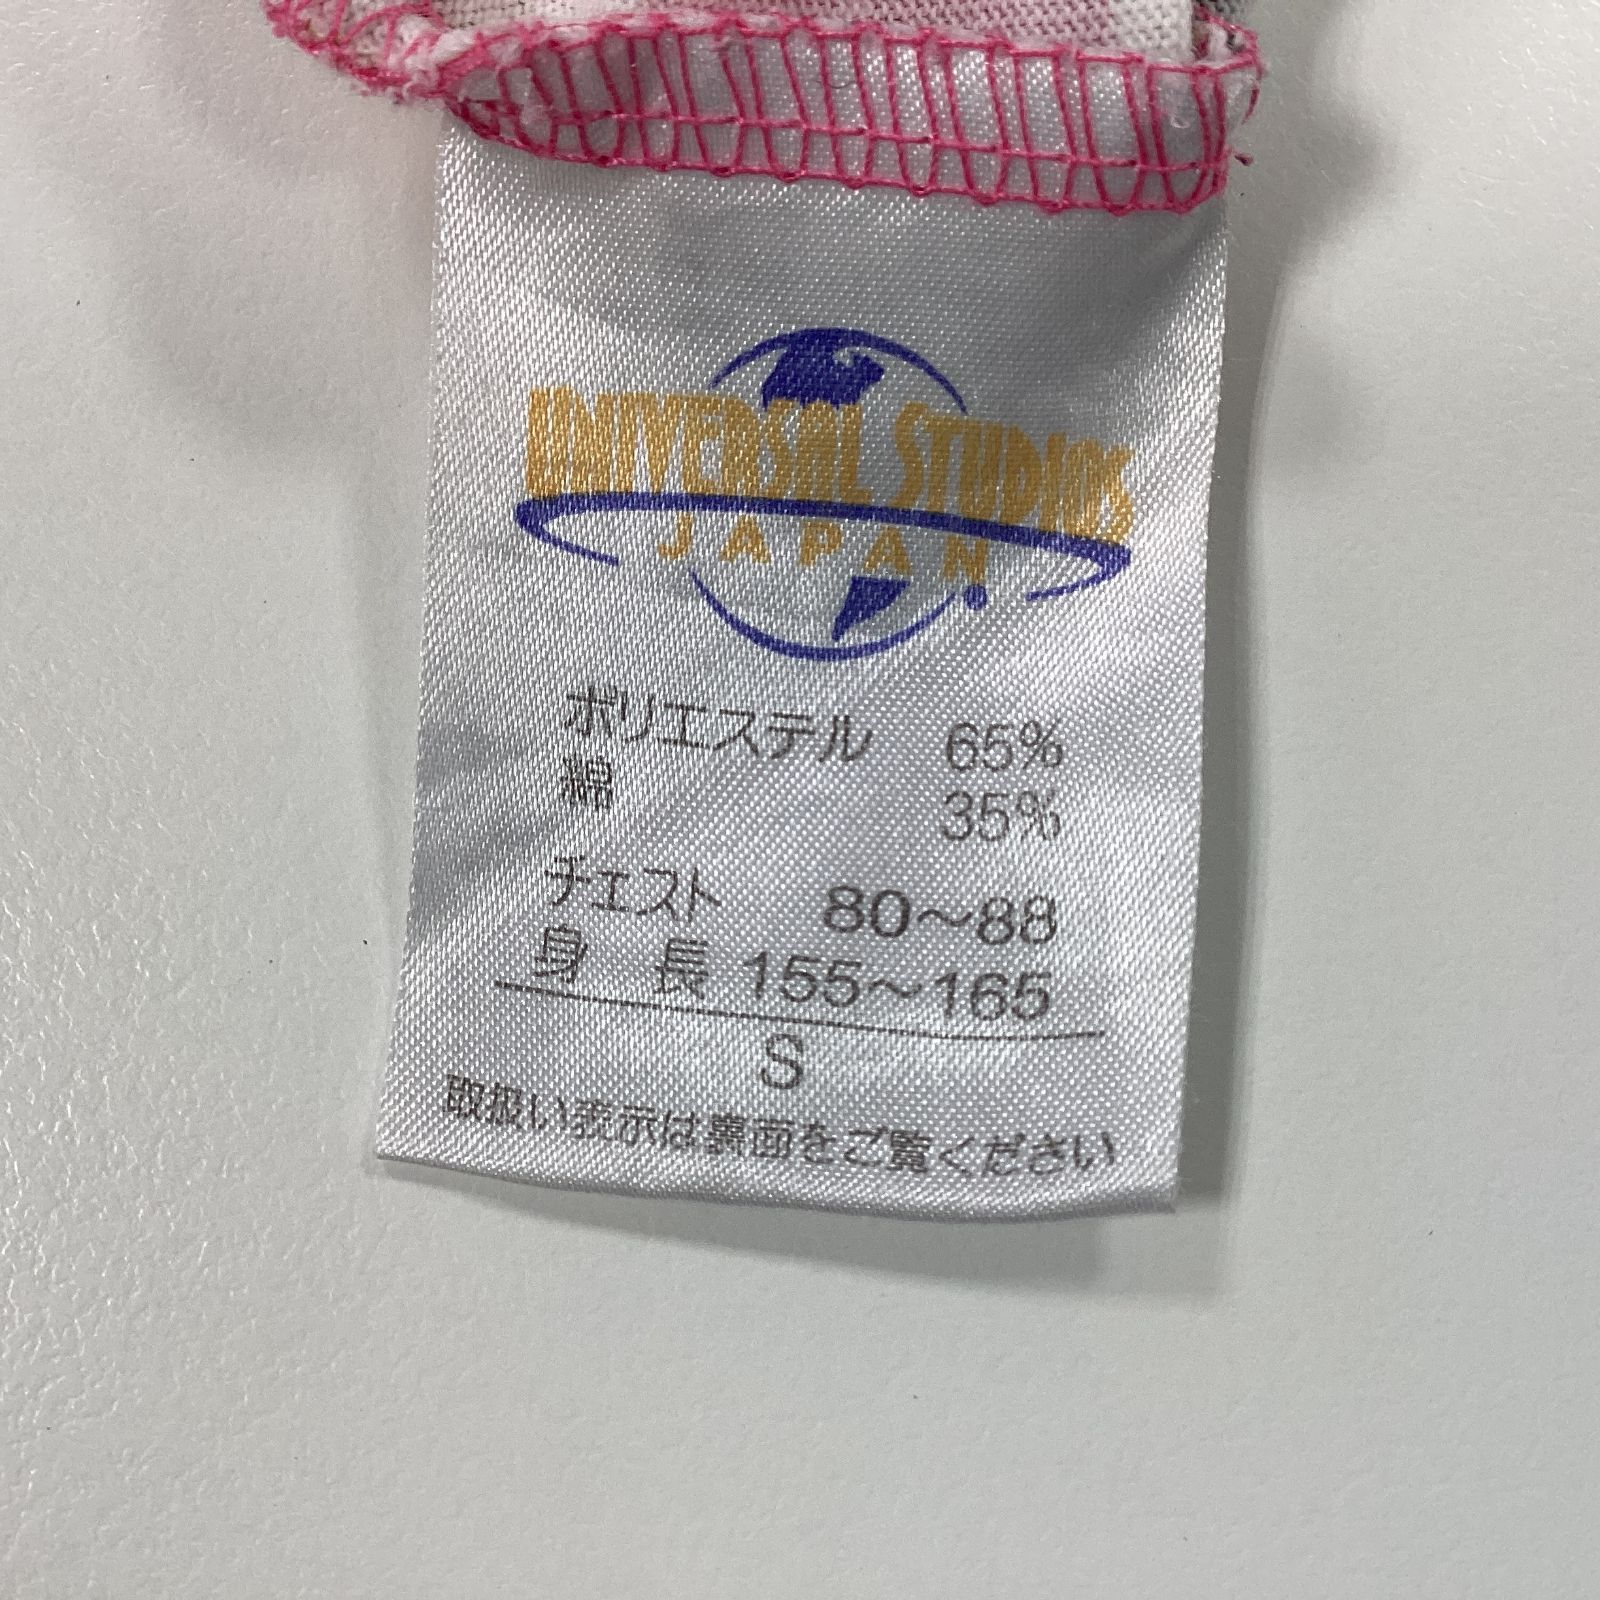 UNIVERSAL STUDIOS
JAPAN
ポリエステル 65%
綿 35%
チェスト 80～88
身 長 155～165
S
取扱い表示は裏面をご覧ください